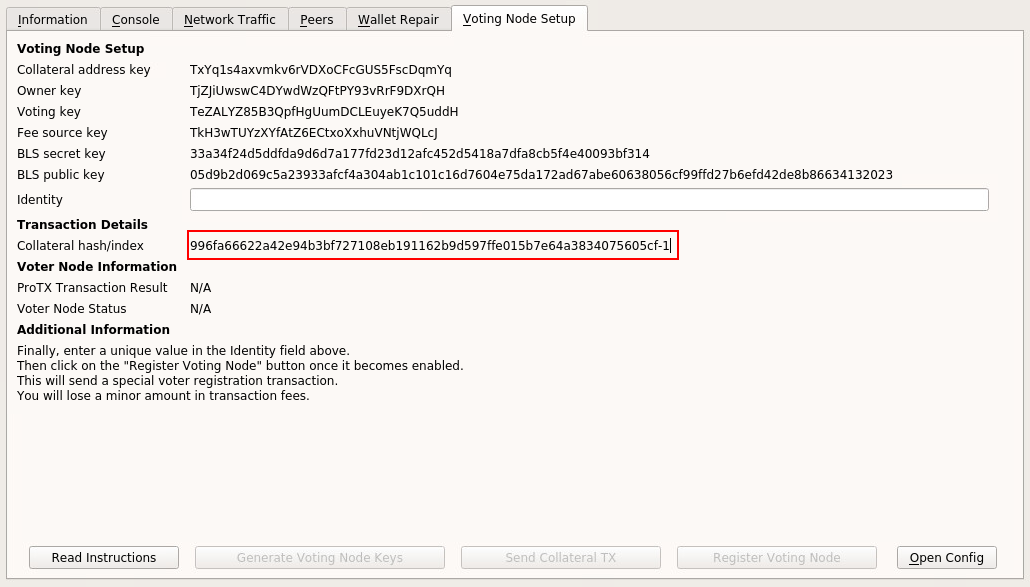 Information Console Network Traffic Peers Wallet Repair Voting Node Setup
Voting Node Setup
Collateral address key TxYq1s4axvmkv6rVDXoCFcGUS5FscDqmYq
Owner key TjZJiUwswC4DYwdWzQFtPY93vRrF9DXrQH
Voting key TeZALYZ85B3QpfHgUumDCLEuyeK7Q5uddH
Fee source key TkH3wTUYzXYfAtZ6ECtxoXxhuVNtjWQLcJ
BLS secret key 33a34f24d5ddfda9d6d7a177fd23d12afc452d5418a7dfa8cb5f4e40093bf314
BLS public key 05d9b2d069c5a23933afcf4a304ab1c101c16d7604e75da172ad67abe60638056cf99ffd27b6efd42de8b86634132023
Identity
Transaction Details
Collateral hash/index 996fa66622a42e94b3bf727108eb191162b9d597ffe015b7e64a3834075605cf-1
Voter Node Information
ProTX Transaction Result N/A
Voter Node Status N/A
Additional Information
Finally, enter a unique value in the Identity field above.
Then click on the "Register Voting Node" button once it becomes enabled.
This will send a special voter registration transaction.
You will lose a minor amount in transaction fees.
Read Instructions Generate Voting Node Keys Send Collateral TX Register Voting Node Open Config